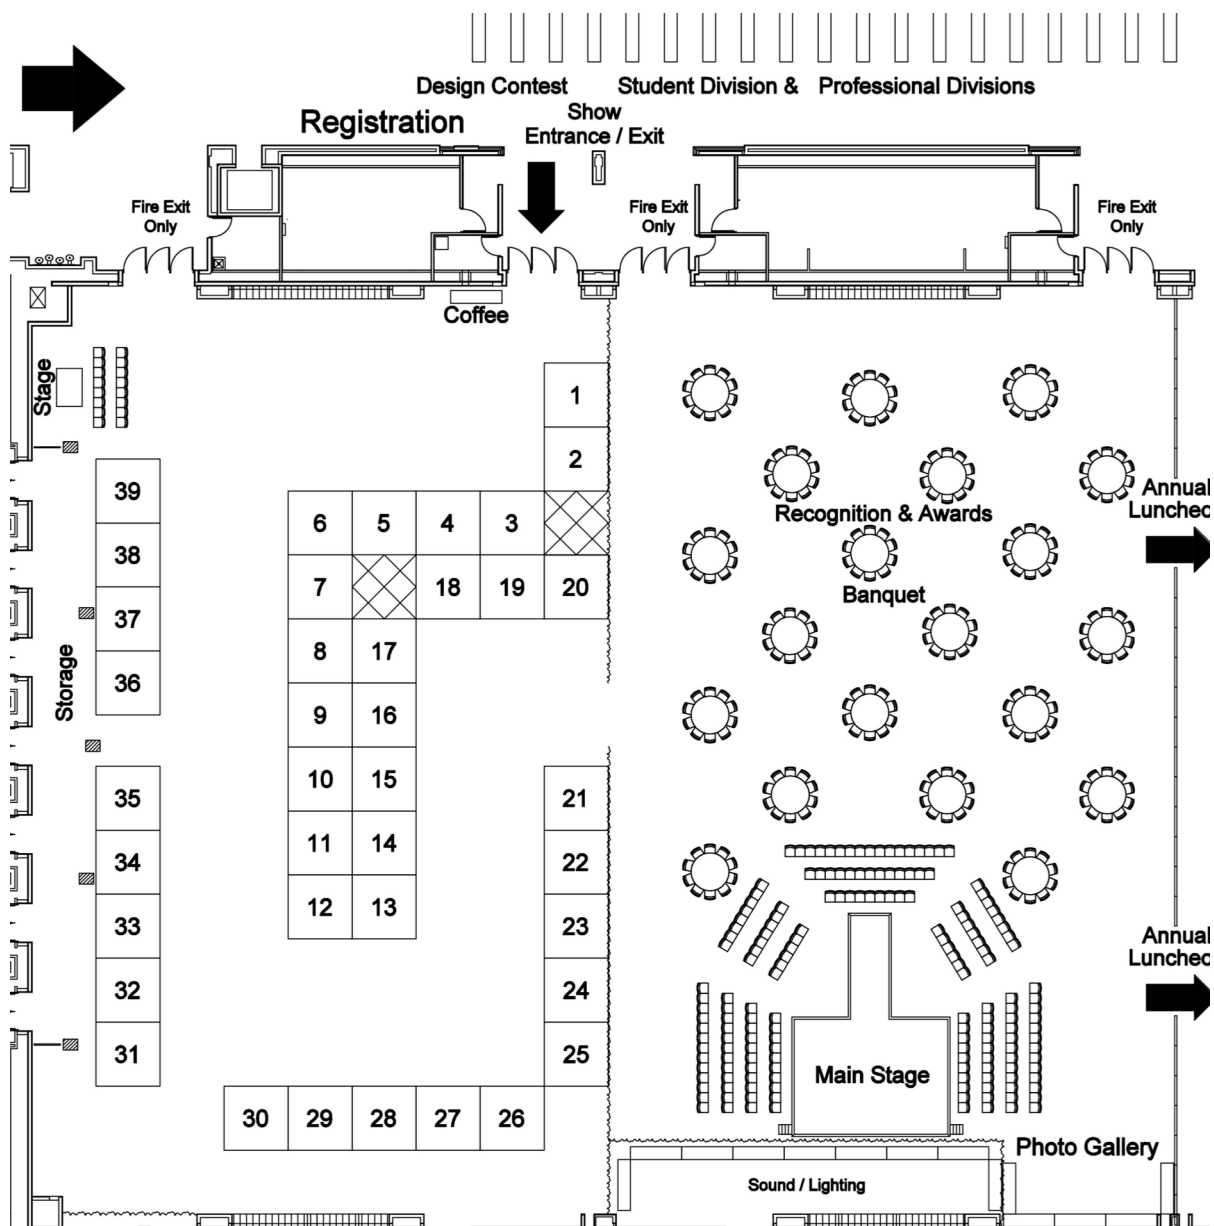 Design Contest Student Division & Professional Divisions
Show
Entrance / Exit
Registration
Fire Exit
Only
Fire Exit
Only
Fire Exit
Only
Coffee
Stage
1
2
39
38
37
36
Storage
6 5 4 3
7 18 19 20
8 17
9 16
10 15
11 14
12 13
35
34
33
32
31
21
22
23
24
25
30 29 28 27 26
Recognition & Awards
Banquet
Annual
Main Stage
Annual
Photo Gallery
Sound / Lighting